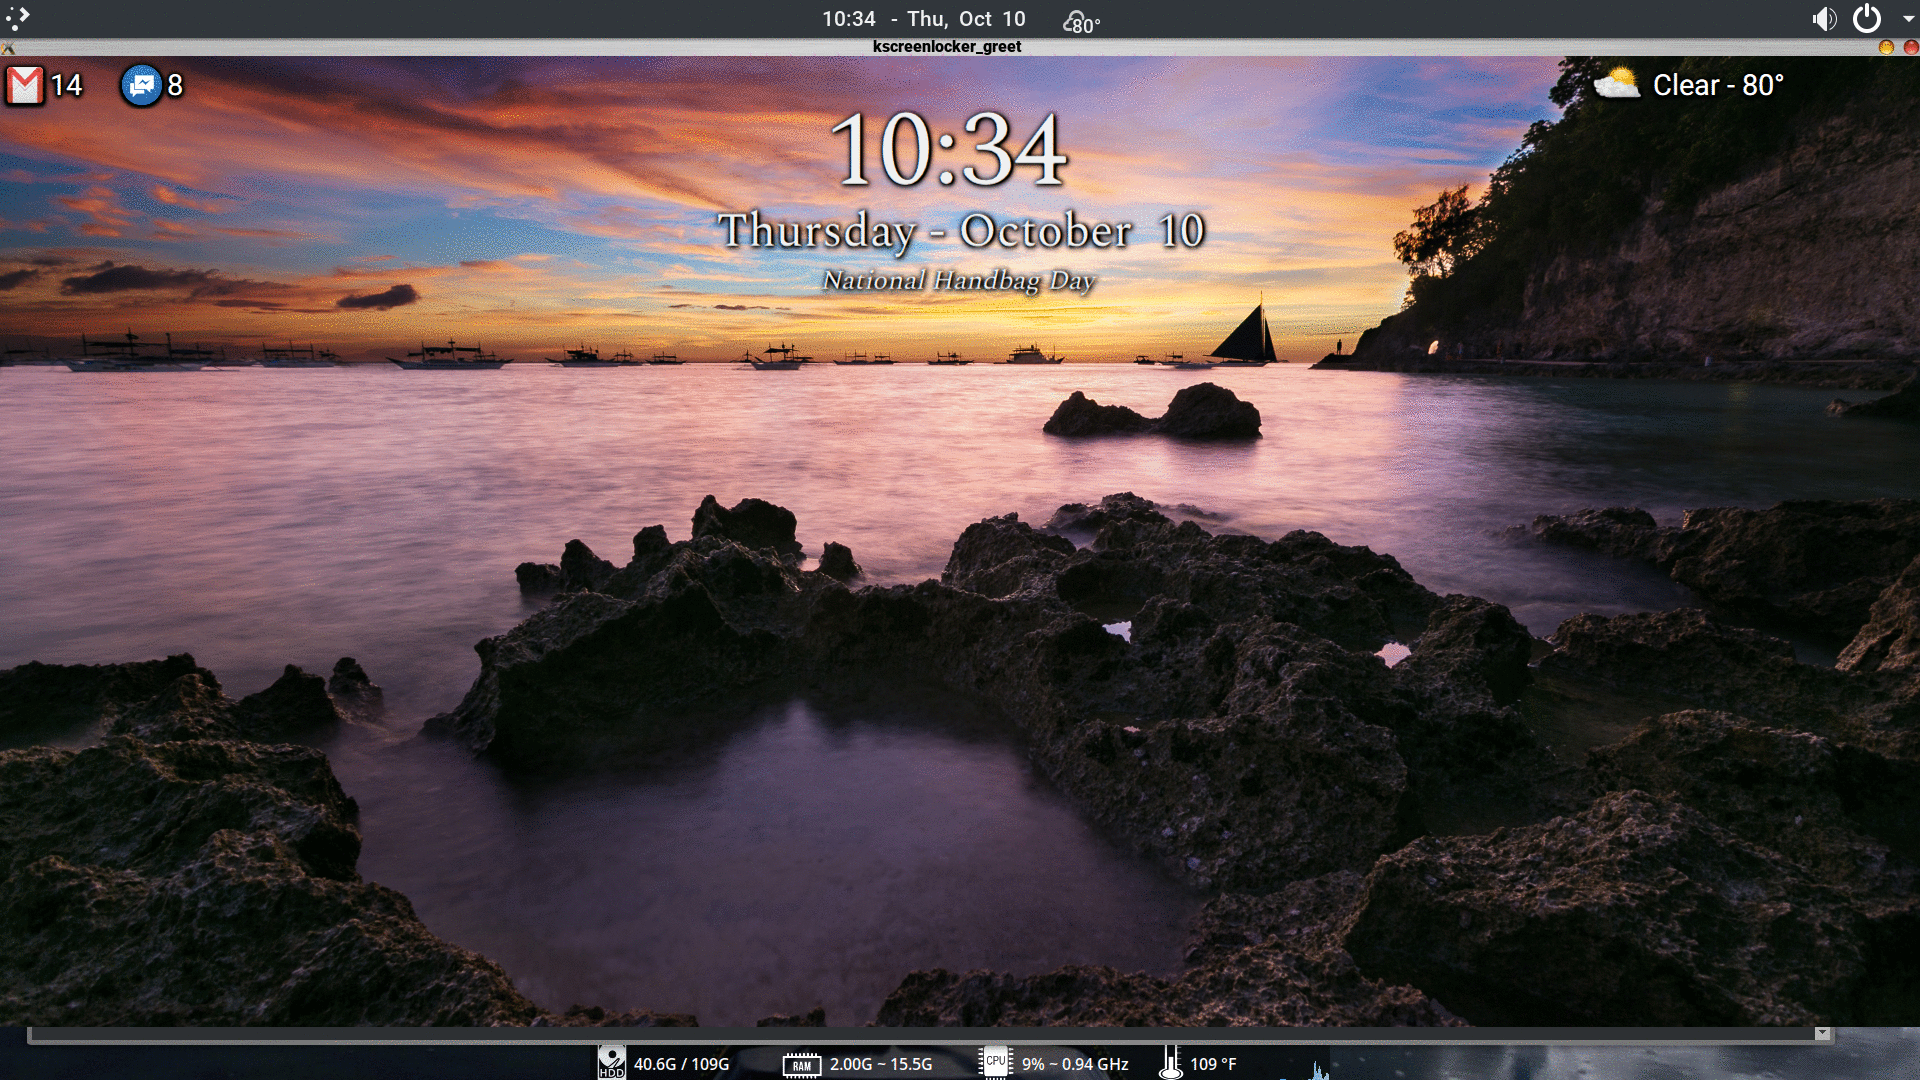 10:34 - Thu, Oct 10 80°
kscreenlocker_greet
14 8 Clear - 80°
10:34
Thursday - October 10
National Handbag Day
HDD 40.6G / 109G RAM 2.00G ~ 15.5G CPU 9% ~ 0.94 GHz 109 °F